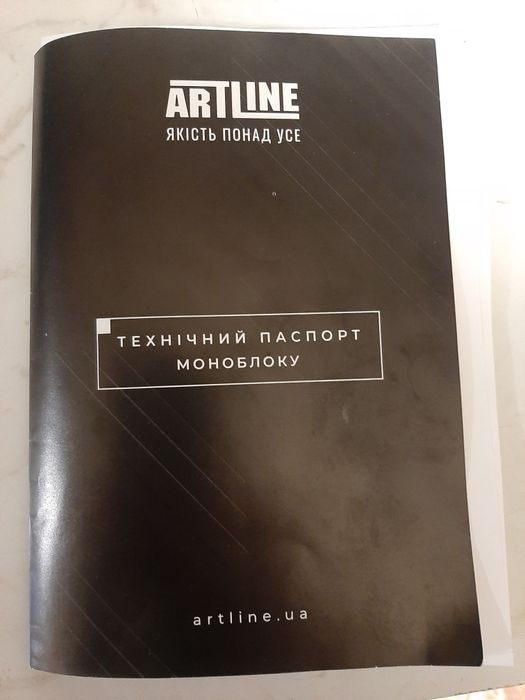 ARTLINE
ЯКІСТЬ ПОНАД УСЕ
ТЕХНІЧНИЙ ПАСПОРТ
МОНОБЛОКУ
artline.ua